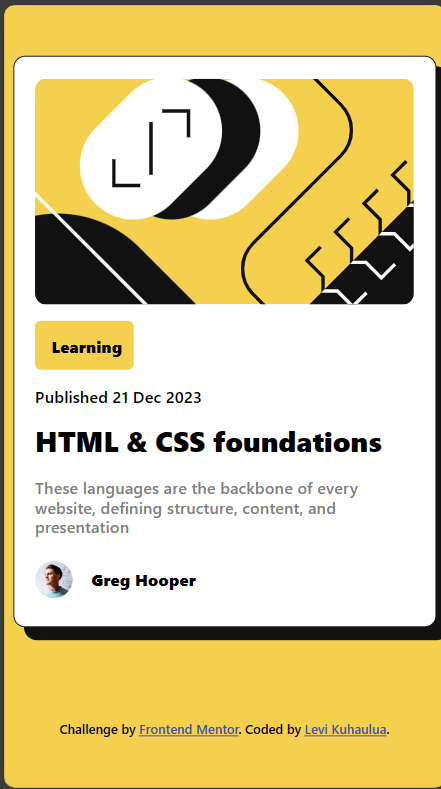 Learning
Published 21 Dec 2023
HTML & CSS foundations
These languages are the backbone of every
website, defining structure, content, and
presentation
Greg Hooper
Challenge by Frontend Mentor. Coded by Levi Kuhaulua.